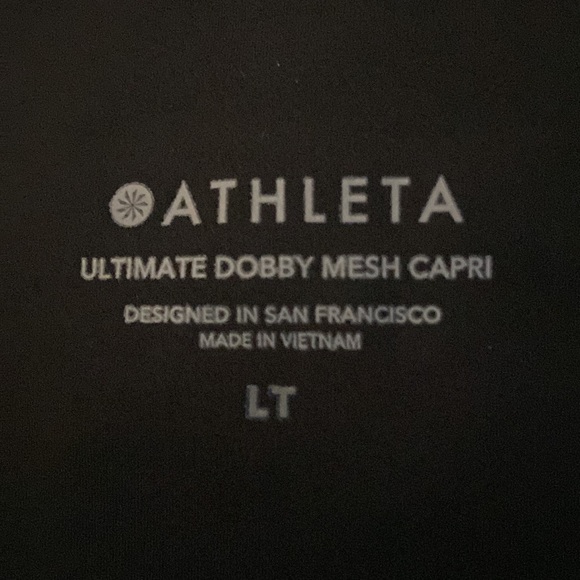 ATHLETA
ULTIMATE DOBBY MESH CAPRI
DESIGNED IN SAN FRANCISCO
MADE IN VIETNAM
LT